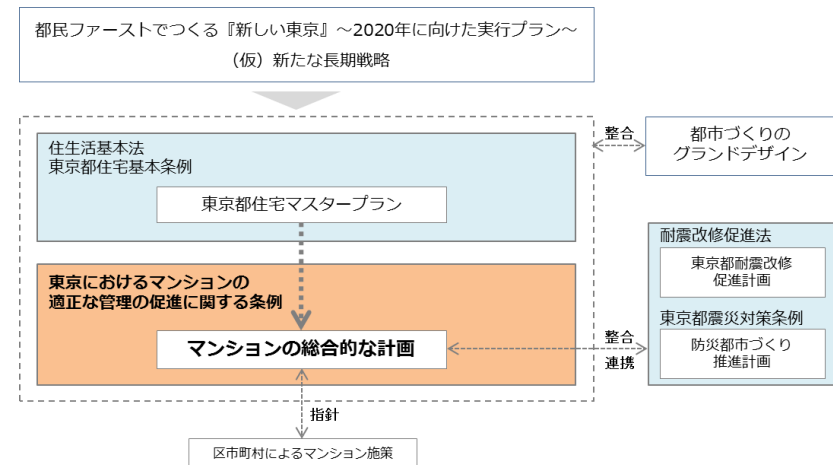 都民ファーストでつくる『新しい東京』～2020年に向けた実行プラン～
（仮）新たな長期戦略
住生活基本法
東京都住宅基本条例
東京都住宅マスタープラン
整合
都市づくりの
グランドデザイン
東京におけるマンションの
適正な管理の促進に関する条例
マンションの総合的な計画
整合
連携
耐震改修促進法
東京都耐震改修
促進計画
東京都震災対策条例
防災都市づくり
推進計画
指針
区市町村によるマンション施策